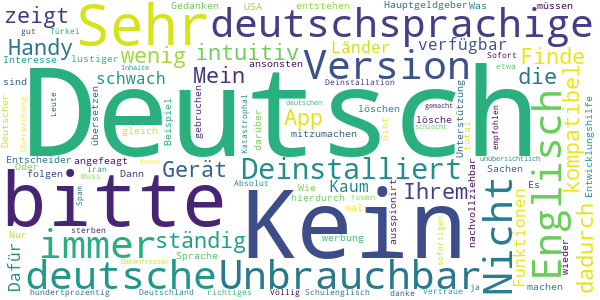 zeigt
Sehr
Gedanken
USA
entstehen
Hauptgeldgeber
Was
müssen
gut
Türkei
deutschsprachige
Interesse
Handy
lustiger
wenig
intuitiv
Länder
verfügbar
Sofort
etwa
Inhalte
ansonsten
Version
Finde
sind
schwach
Mein
Deinstallation
die
Deutsch
Deutscher
Überwachung
Leute
übersetzen
gleich
Beispiel
gebrochen
Katastrophal
darüber
deutschen
App
Gibt
löschen
mitzumachen
lösche
Unterstützung
gemacht
schlecht
total
empfohlen
Englisch
kompatibel
Entwicklungshilfe
Entscheider
angefeagt
Keine
Oder
Iran
folgen
Muss
Dann
Gerät
Deinstalliert
unübersichtlich
Sachen
nachvollziehbar
Es
Spam
Absolut
Wie
Kaum
Ihrem
hierdurch
finden
mal
ausspioniert
bitte
Kein
Nicht
Funktionen
wieder
dadurch
machen
Nur
sterben
werbung
immer
ständig
Sprache
Dafür
Datenfresser
sofortigen
deutsche
Unbrauchbar
hundertprozentig
Deutschland
richtiges
Völlig
Schulenglisch
danke
Vertraue
ja